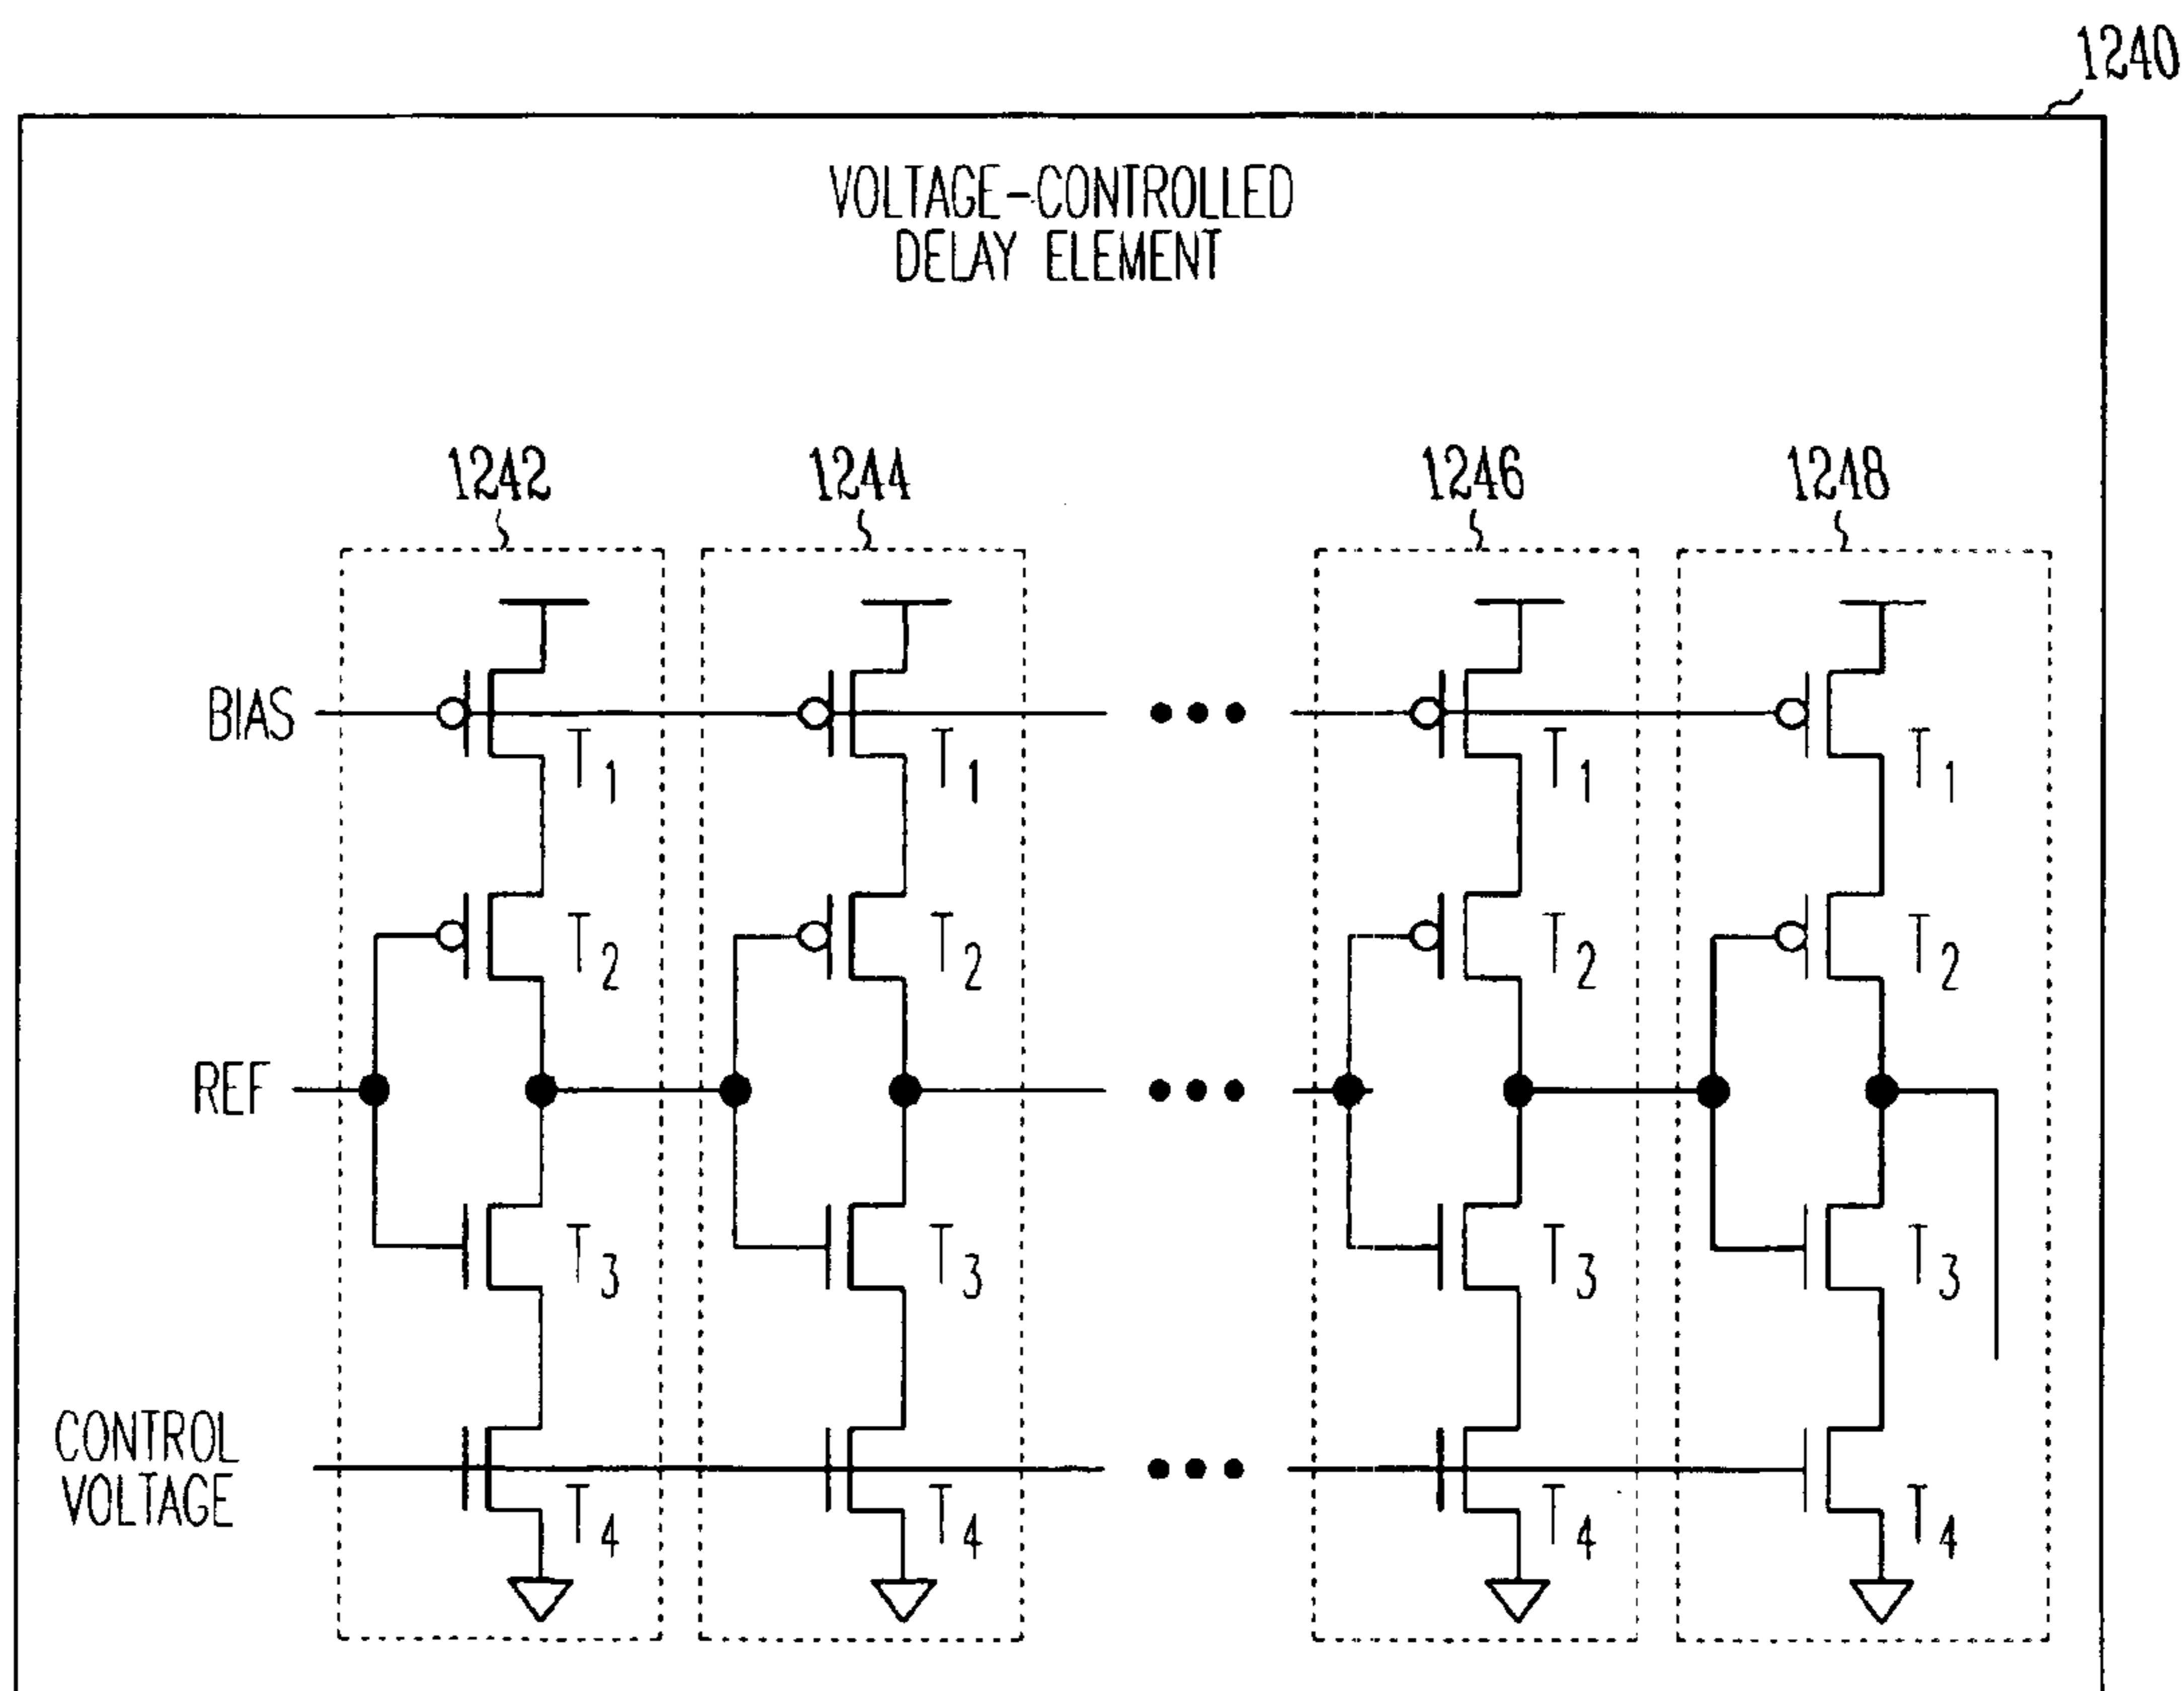 1240
VOLTAGE-CONTROLLED
DELAY ELEMENT
1242 1244 1246 1248
BIAS
T1 T1 T1 T1
T2 T2 T2 T2
REF
T3 T3 T3 T3
CONTROL
VOLTAGE
T4 T4 T4 T4